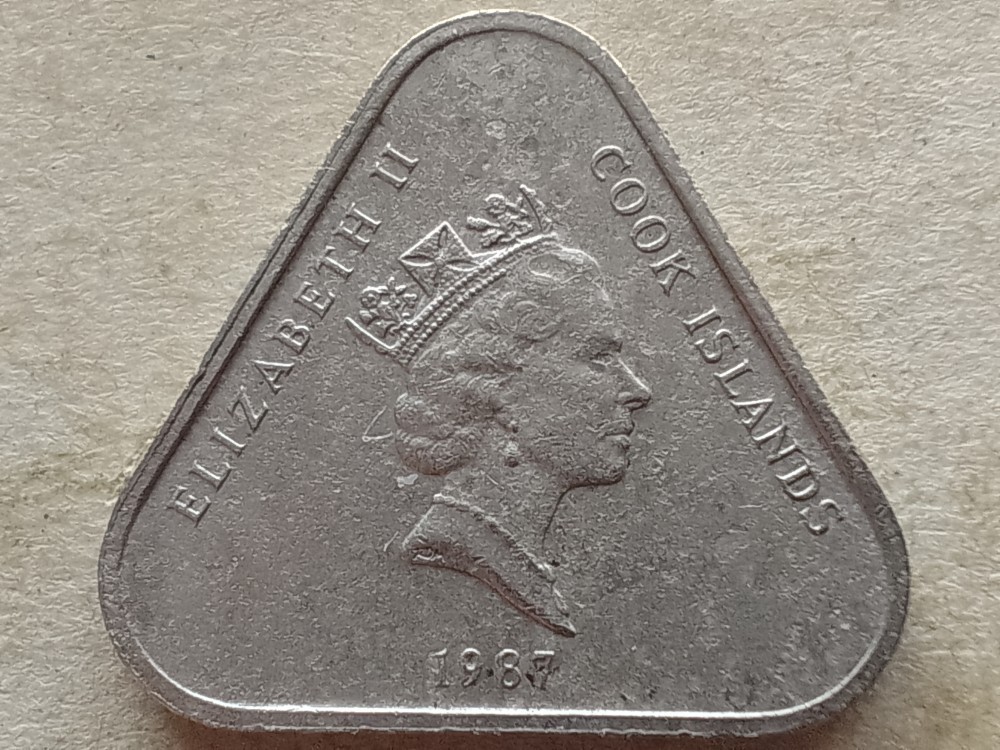 ELIZABETH II
COOK ISLANDS
1987